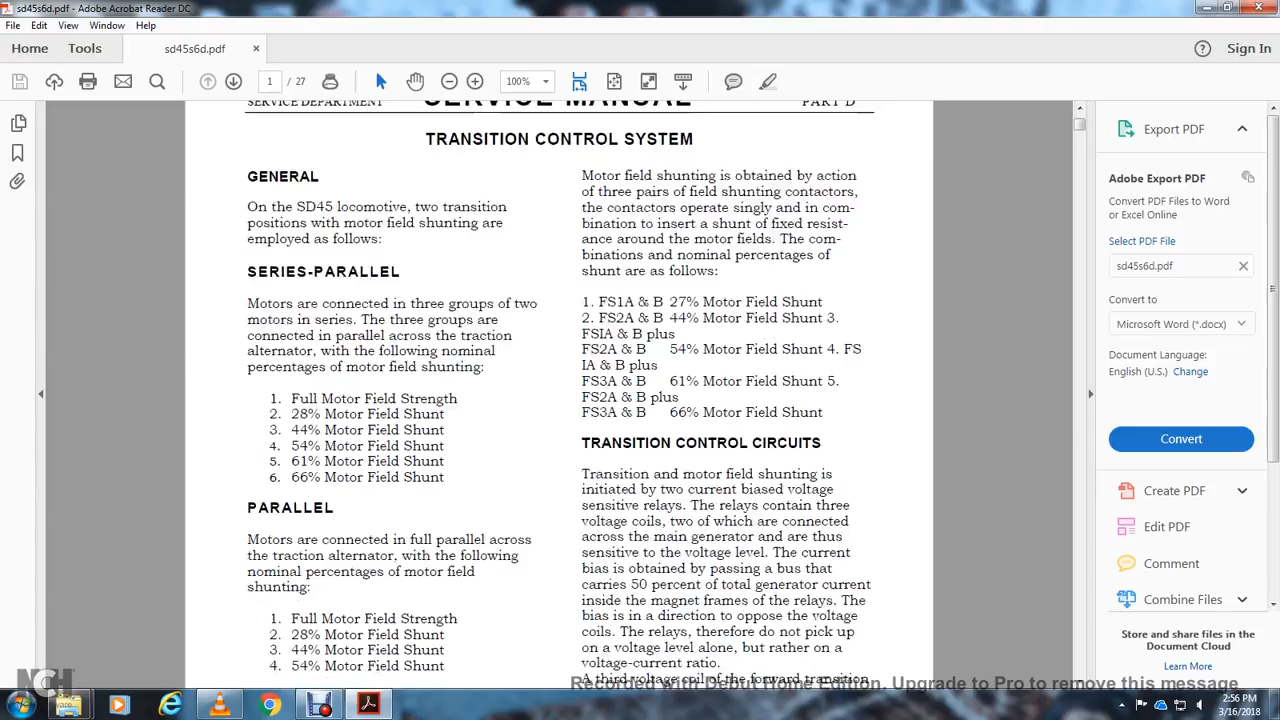 sd45s6d.pdf - Adobe Acrobat Reader DC
File Edit View Window Help
Home Tools sd45s6d.pdf × Sign In
1 / 27 100%
SERVICE DEPARTMENT SERVICE MANUAL PART D
TRANSITION CONTROL SYSTEM
GENERAL
On the SD45 locomotive, two transition
positions with motor field shunting are
employed as follows:
SERIES-PARALLEL
Motors are connected in three groups of two
motors in series. The three groups are
connected in parallel across the traction
alternator, with the following nominal
percentages of motor field shunting:
1. Full Motor Field Strength
2. 28% Motor Field Shunt
3. 44% Motor Field Shunt
4. 54% Motor Field Shunt
5. 61% Motor Field Shunt
6. 66% Motor Field Shunt
PARALLEL
Motors are connected in full parallel across
the traction alternator, with the following
nominal percentages of motor field
shunting:
1. Full Motor Field Strength
2. 28% Motor Field Shunt
3. 44% Motor Field Shunt
4. 54% Motor Field Shunt
Motor field shunting is obtained by action
of three pairs of field shunting contactors,
the contactors operate singly and in com-
bination to insert a shunt of fixed resist-
ance around the motor fields. The com-
binations and nominal percentages of
shunt are as follows:
1. FS1A & B 27% Motor Field Shunt
2. FS2A & B 44% Motor Field Shunt 3.
FSIA & B plus
FS2A & B 54% Motor Field Shunt 4. FS
IA & B plus
FS3A & B 61% Motor Field Shunt 5.
FS2A & B plus
FS3A & B 66% Motor Field Shunt
TRANSITION CONTROL CIRCUITS
Transition and motor field shunting is
initiated by two current biased voltage
sensitive relays. The relays contain three
voltage coils, two of which are connected
across the main generator and are thus
sensitive to the voltage level. The current
bias is obtained by passing a bus that
carries 50 percent of total generator current
inside the magnet frames of the relays. The
bias is in a direction to oppose the voltage
coils. The relays, therefore do not pick up
on a voltage level alone, but rather on a
voltage-current ratio.
A third voltage coil of the forward transition
Export PDF
Adobe Export PDF
Convert PDF Files to Word
or Excel Online
Select PDF File
sd45s6d.pdf
Convert to
Microsoft Word (*.docx)
Document Language:
English (U.S.) Change
Convert
Create PDF
Edit PDF
Comment
Combine Files
Store and share files in the
Document Cloud
Learn More
NCH
Recorded with Debut Home Edition. Upgrade to Pro to remove this message
2:56 PM
3/16/2018